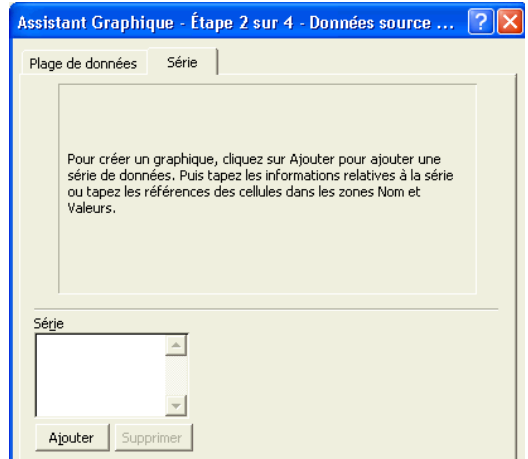 Assistant Graphique - Étape 2 sur 4 - Données source ...
Plage de données
Série
Pour créer un graphique, cliquez sur Ajouter pour ajouter une
série de données. Puis tapez les informations relatives à la série
ou tapez les références des cellules dans les zones Nom et
Valeurs.
Série
Ajouter
Supprimer